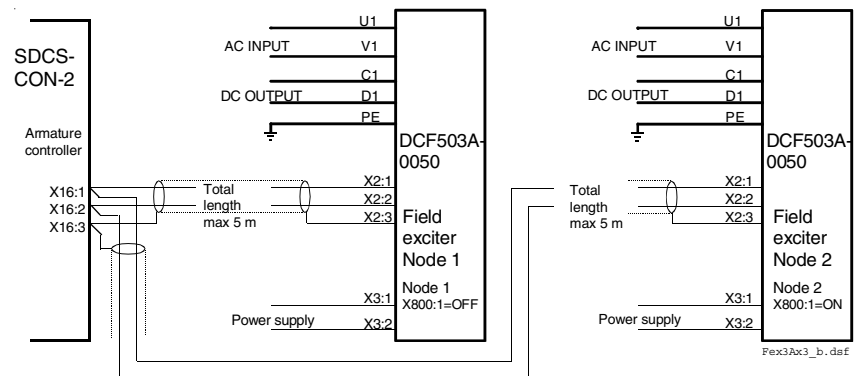 SDCS-
CON-2
Armature
controller
X16:1
X16:2
X16:3
AC INPUT
DC OUTPUT
U1
V1
C1
D1
PE
DCF503A-
0050
Total
length
max 5 m
X2:1
X2:2
X2:3
Field
exciter
Node 1
Node 1
X800:1=OFF
Power supply
X3:1
X3:2
AC INPUT
DC OUTPUT
U1
V1
C1
D1
PE
DCF503A-
0050
Total
length
max 5 m
X2:1
X2:2
X2:3
Field
exciter
Node 2
Node 2
X800:1=ON
Power supply
X3:1
X3:2
Fex3Ax3_b.dsf